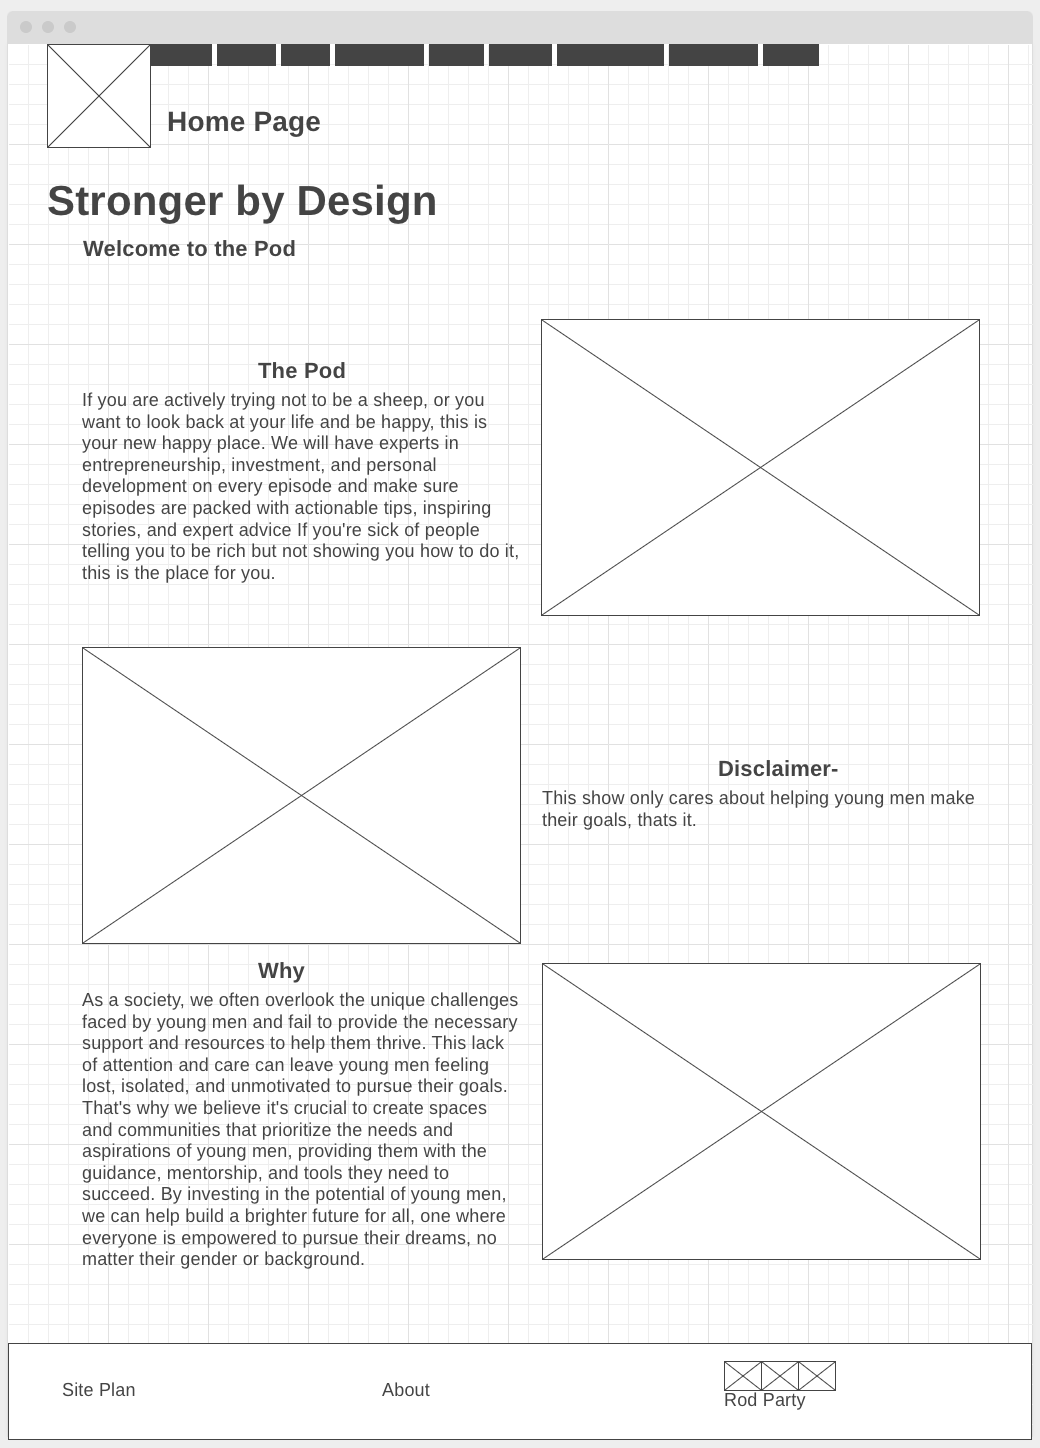 Home Page
Stronger by Design
Welcome to the Pod
The Pod
If you are actively trying not to be a sheep, or you
want to look back at your life and be happy, this is
your new happy place. We will have experts in
entrepreneurship, investment, and personal
development on every episode and make sure
episodes are packed with actionable tips, inspiring
stories, and expert advice If you're sick of people
telling you to be rich but not showing you how to do it,
this is the place for you.
Disclaimer-
This show only cares about helping young men make
their goals, thats it.
Why
As a society, we often overlook the unique challenges
faced by young men and fail to provide the necessary
support and resources to help them thrive. This lack
of attention and care can leave young men feeling
lost, isolated, and unmotivated to pursue their goals.
That's why we believe it's crucial to create spaces
and communities that prioritize the needs and
aspirations of young men, providing them with the
guidance, mentorship, and tools they need to
succeed. By investing in the potential of young men,
we can help build a brighter future for all, one where
everyone is empowered to pursue their dreams, no
matter their gender or background.
Site Plan
About
Rod Party